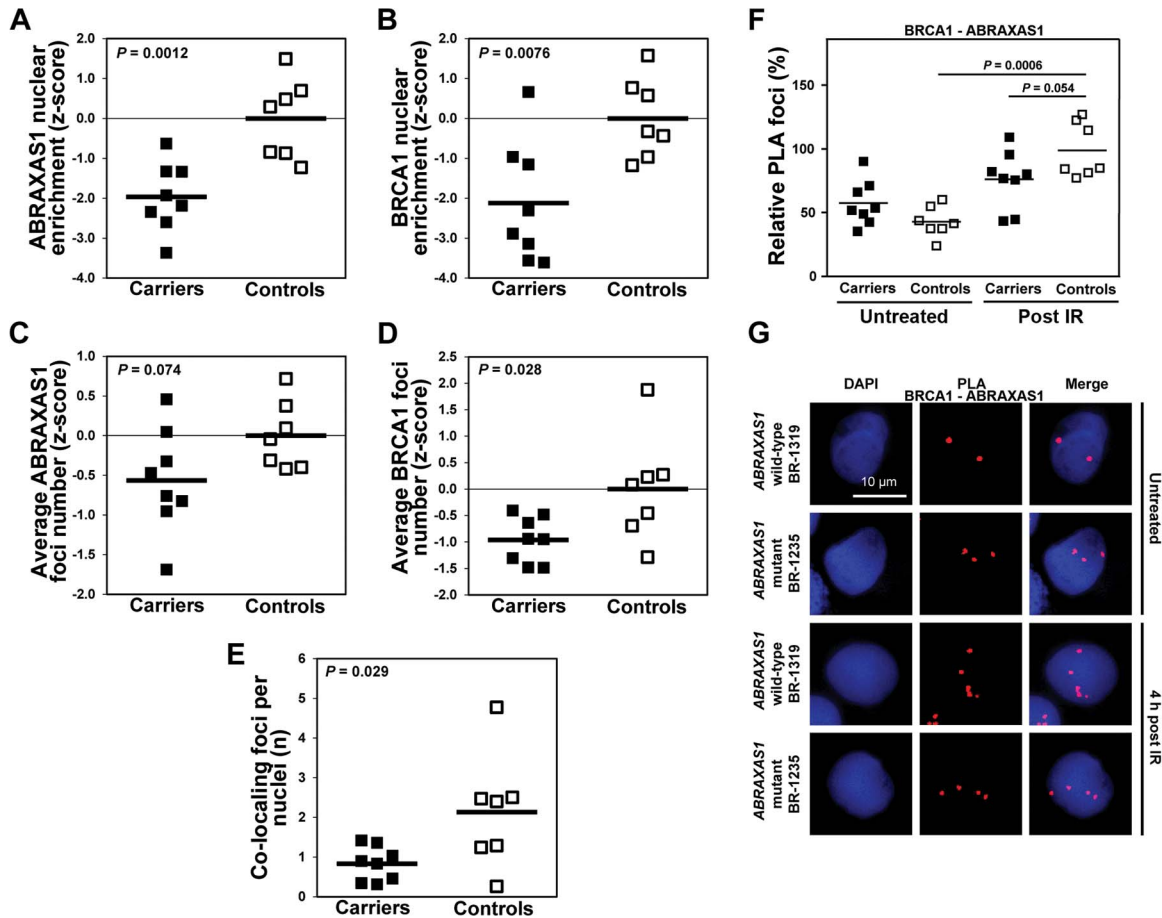 A
ABRAXAS1 nuclear
enrichment (z-score)
P = 0.0012
2.0
1.0
0.0
-1.0
-2.0
-3.0
-4.0
Carriers
Controls
B
BRCA1 nuclear
enrichment (z-score)
P = 0.0076
2.0
1.0
0.0
-1.0
-2.0
-3.0
-4.0
Carriers
Controls
C
Average ABRAXAS1
foci number (z-score)
P = 0.074
1.0
0.5
0.0
-0.5
-1.0
-1.5
-2.0
Carriers
Controls
D
Average BRCA1 foci
number (z-score)
P = 0.028
2.5
2.0
1.5
1.0
0.5
0.0
-0.5
-1.0
-1.5
-2.0
Carriers
Controls
E
Co-localing foci per
nuclei (n)
P = 0.029
6
5
4
3
2
1
0
Carriers
Controls
F
BRCA1 - ABRAXAS1
Relative PLA foci (%)
P = 0.0006
P = 0.054
150
100
50
0
Carriers
Controls
Carriers
Controls
Untreated
Post IR
G
DAPI
PLA
Merge
BRCA1 - ABRAXAS1
ABRAXAS1
wild-type
BR-1319
10 µm
ABRAXAS1
mutant
BR-1235
Untreated
ABRAXAS1
wild-type
BR-1319
ABRAXAS1
mutant
BR-1235
4 h post IR